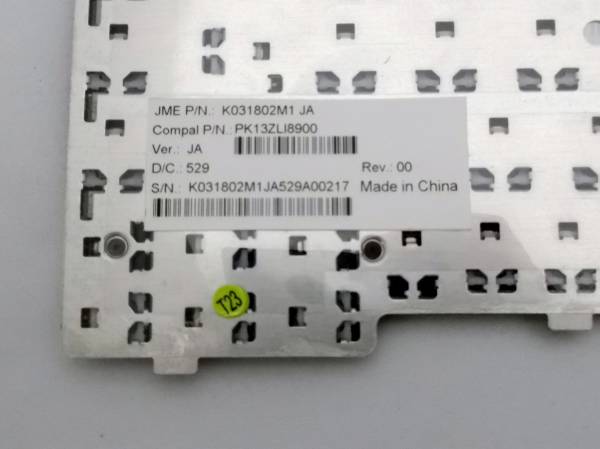 JME P/N.: K031802M1 JA
Compal P/N.: PK13ZLI8900
Ver.: JA
D/C.: 529 Rev.: 00
S/N.: K031802M1JA529A00217 Made in China
T23